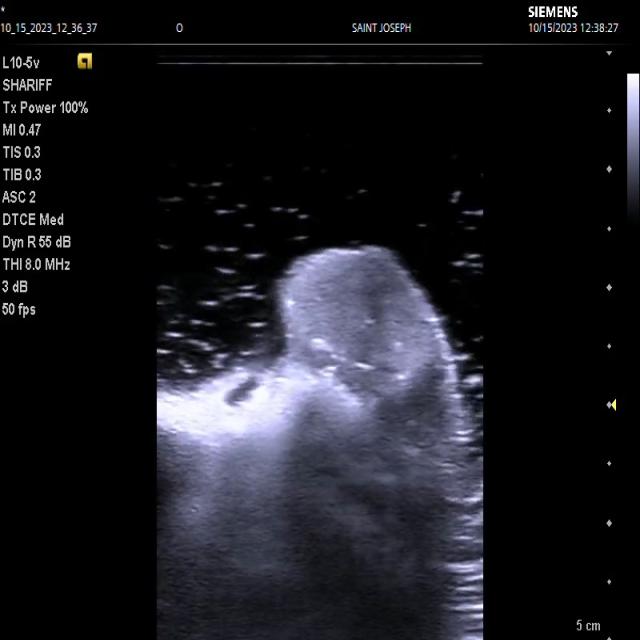 *
SIEMENS
10_15_2023_12_36_37
O
SAINT JOSEPH
10/15/2023 12:38:27
L10-5v
SHARIFF
Tx Power 100%
MI 0.47
TIS 0.3
TIB 0.3
ASC 2
DTCE Med
Dyn R 55 dB
THI 8.0 MHz
3 dB
50 fps
5 cm